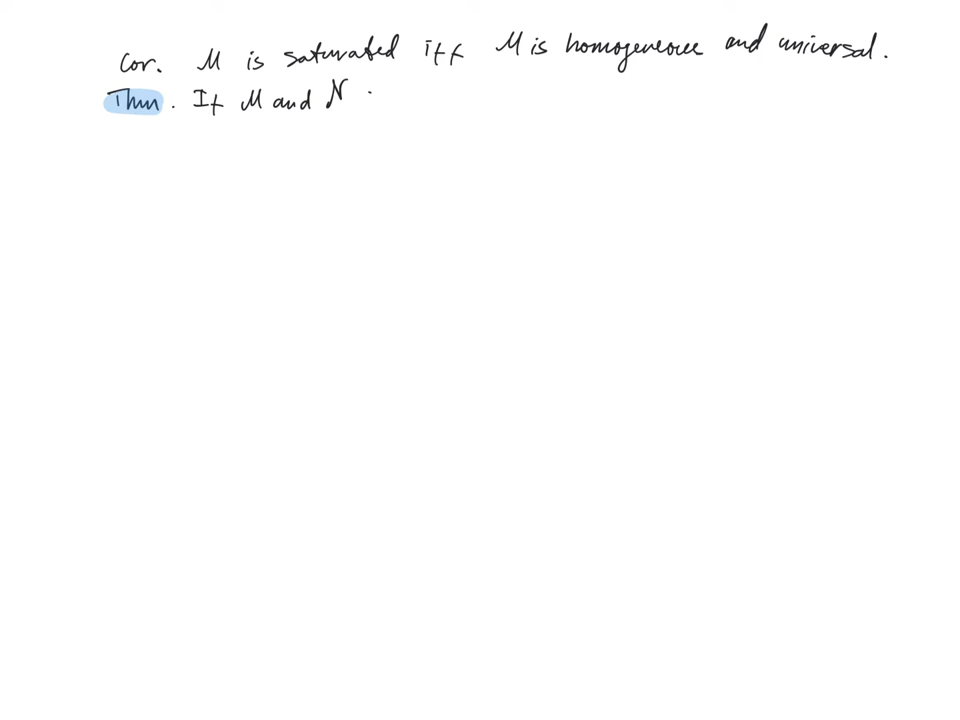 Cor. M is saturated iff M is homogeneous and universal.
Thm. If M and N